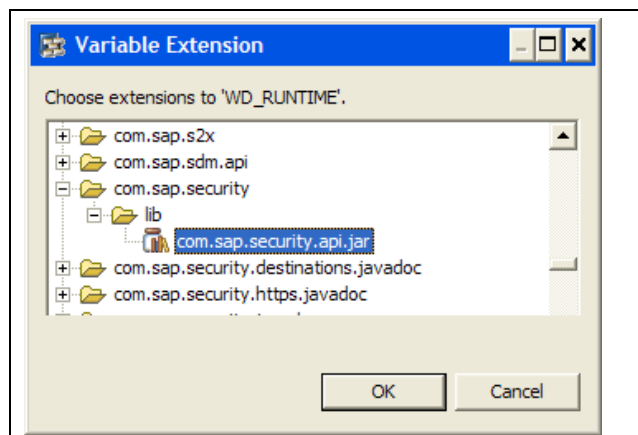 Variable Extension
Choose extensions to 'WD_RUNTIME'.
com.sap.s2x
com.sap.sdm.api
com.sap.security
lib
com.sap.security.api.jar
com.sap.security.destinations.javadoc
com.sap.security.https.javadoc
OK
Cancel